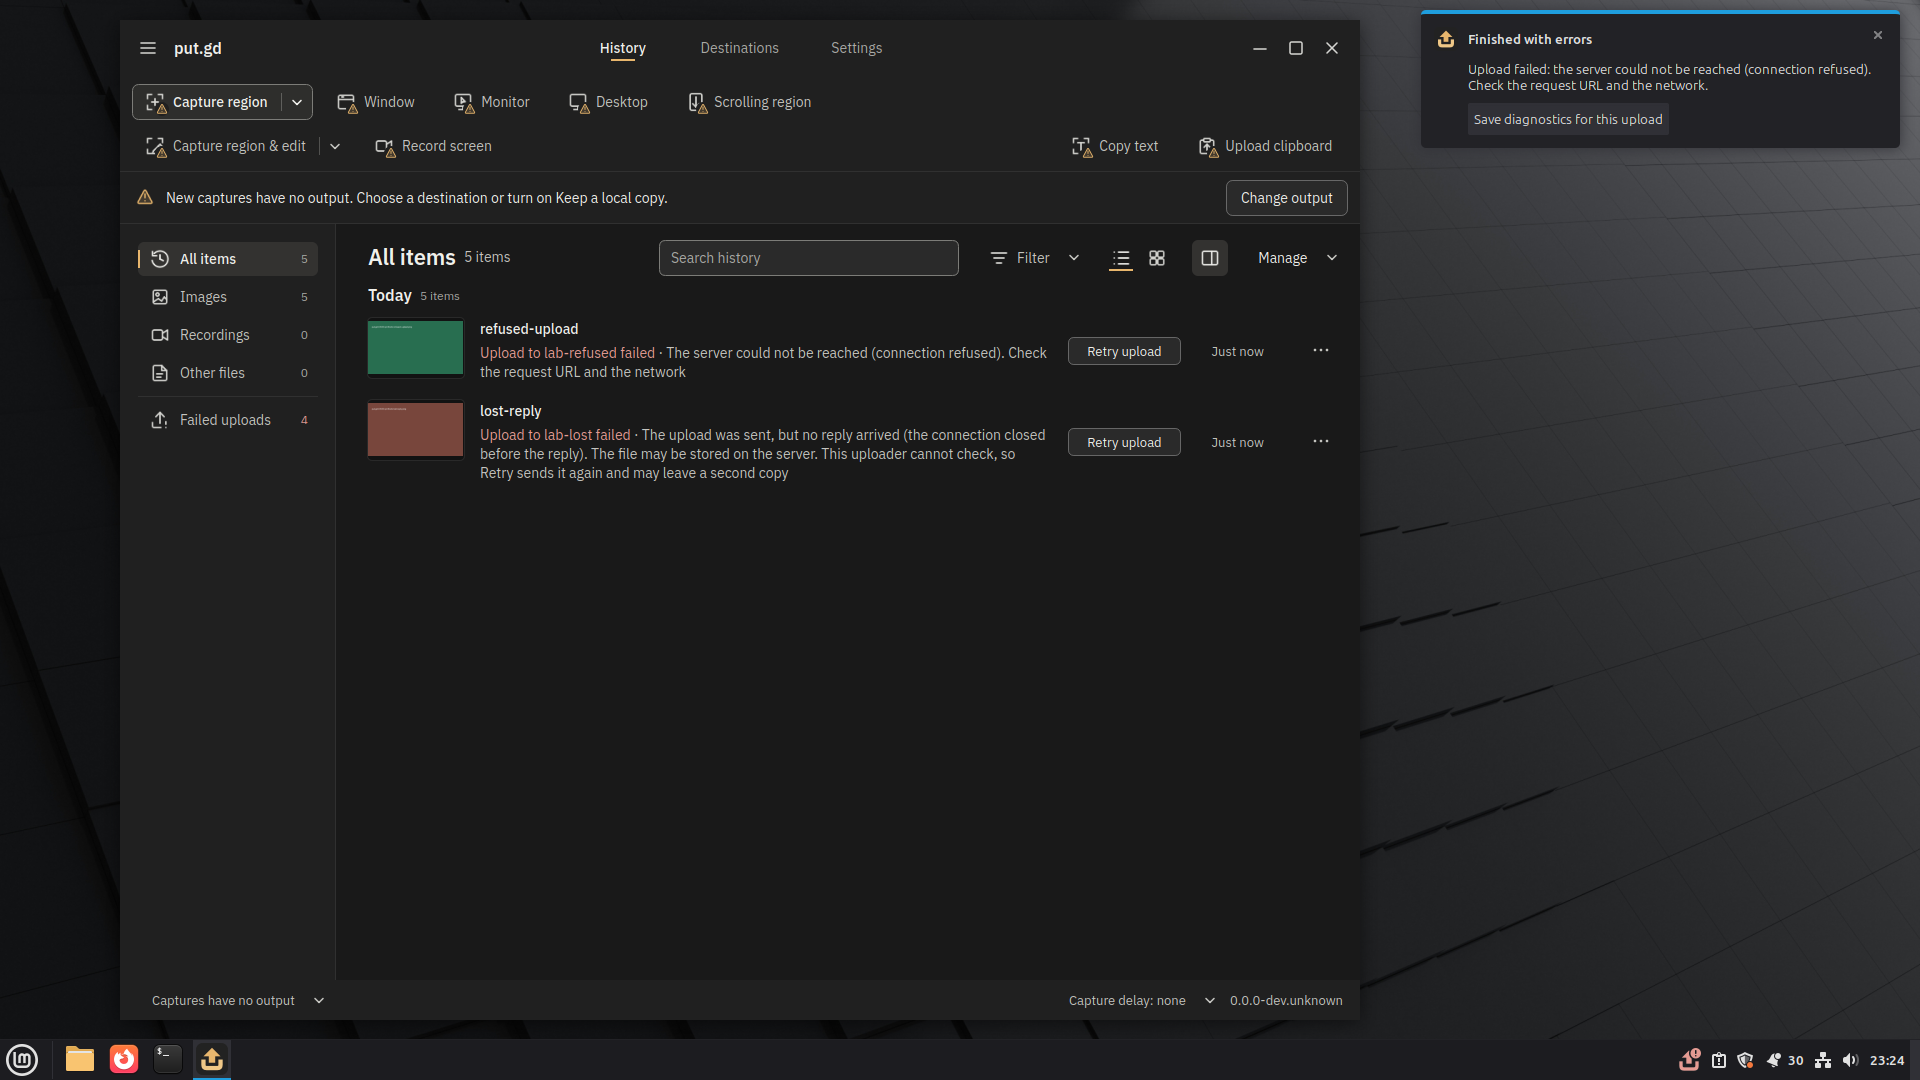 put.gd
History
Destinations
Settings
Capture region
Window
Monitor
Desktop
Scrolling region
Capture region & edit
Record screen
Copy text
Upload clipboard
New captures have no output. Choose a destination or turn on Keep a local copy.
Change output
All items 5
Images 5
Recordings 0
Other files 0
Failed uploads 4
All items 5 items
Search history
Filter
Manage
Today 5 items
refused-upload
Upload to lab-refused failed · The server could not be reached (connection refused). Check
the request URL and the network
Retry upload
Just now
lost-reply
Upload to lab-lost failed · The upload was sent, but no reply arrived (the connection closed
before the reply). The file may be stored on the server. This uploader cannot check, so
Retry sends it again and may leave a second copy
Retry upload
Just now
Captures have no output
Capture delay: none
0.0.0-dev.unknown
Finished with errors
Upload failed: the server could not be reached (connection refused).
Check the request URL and the network.
Save diagnostics for this upload
30
23:24